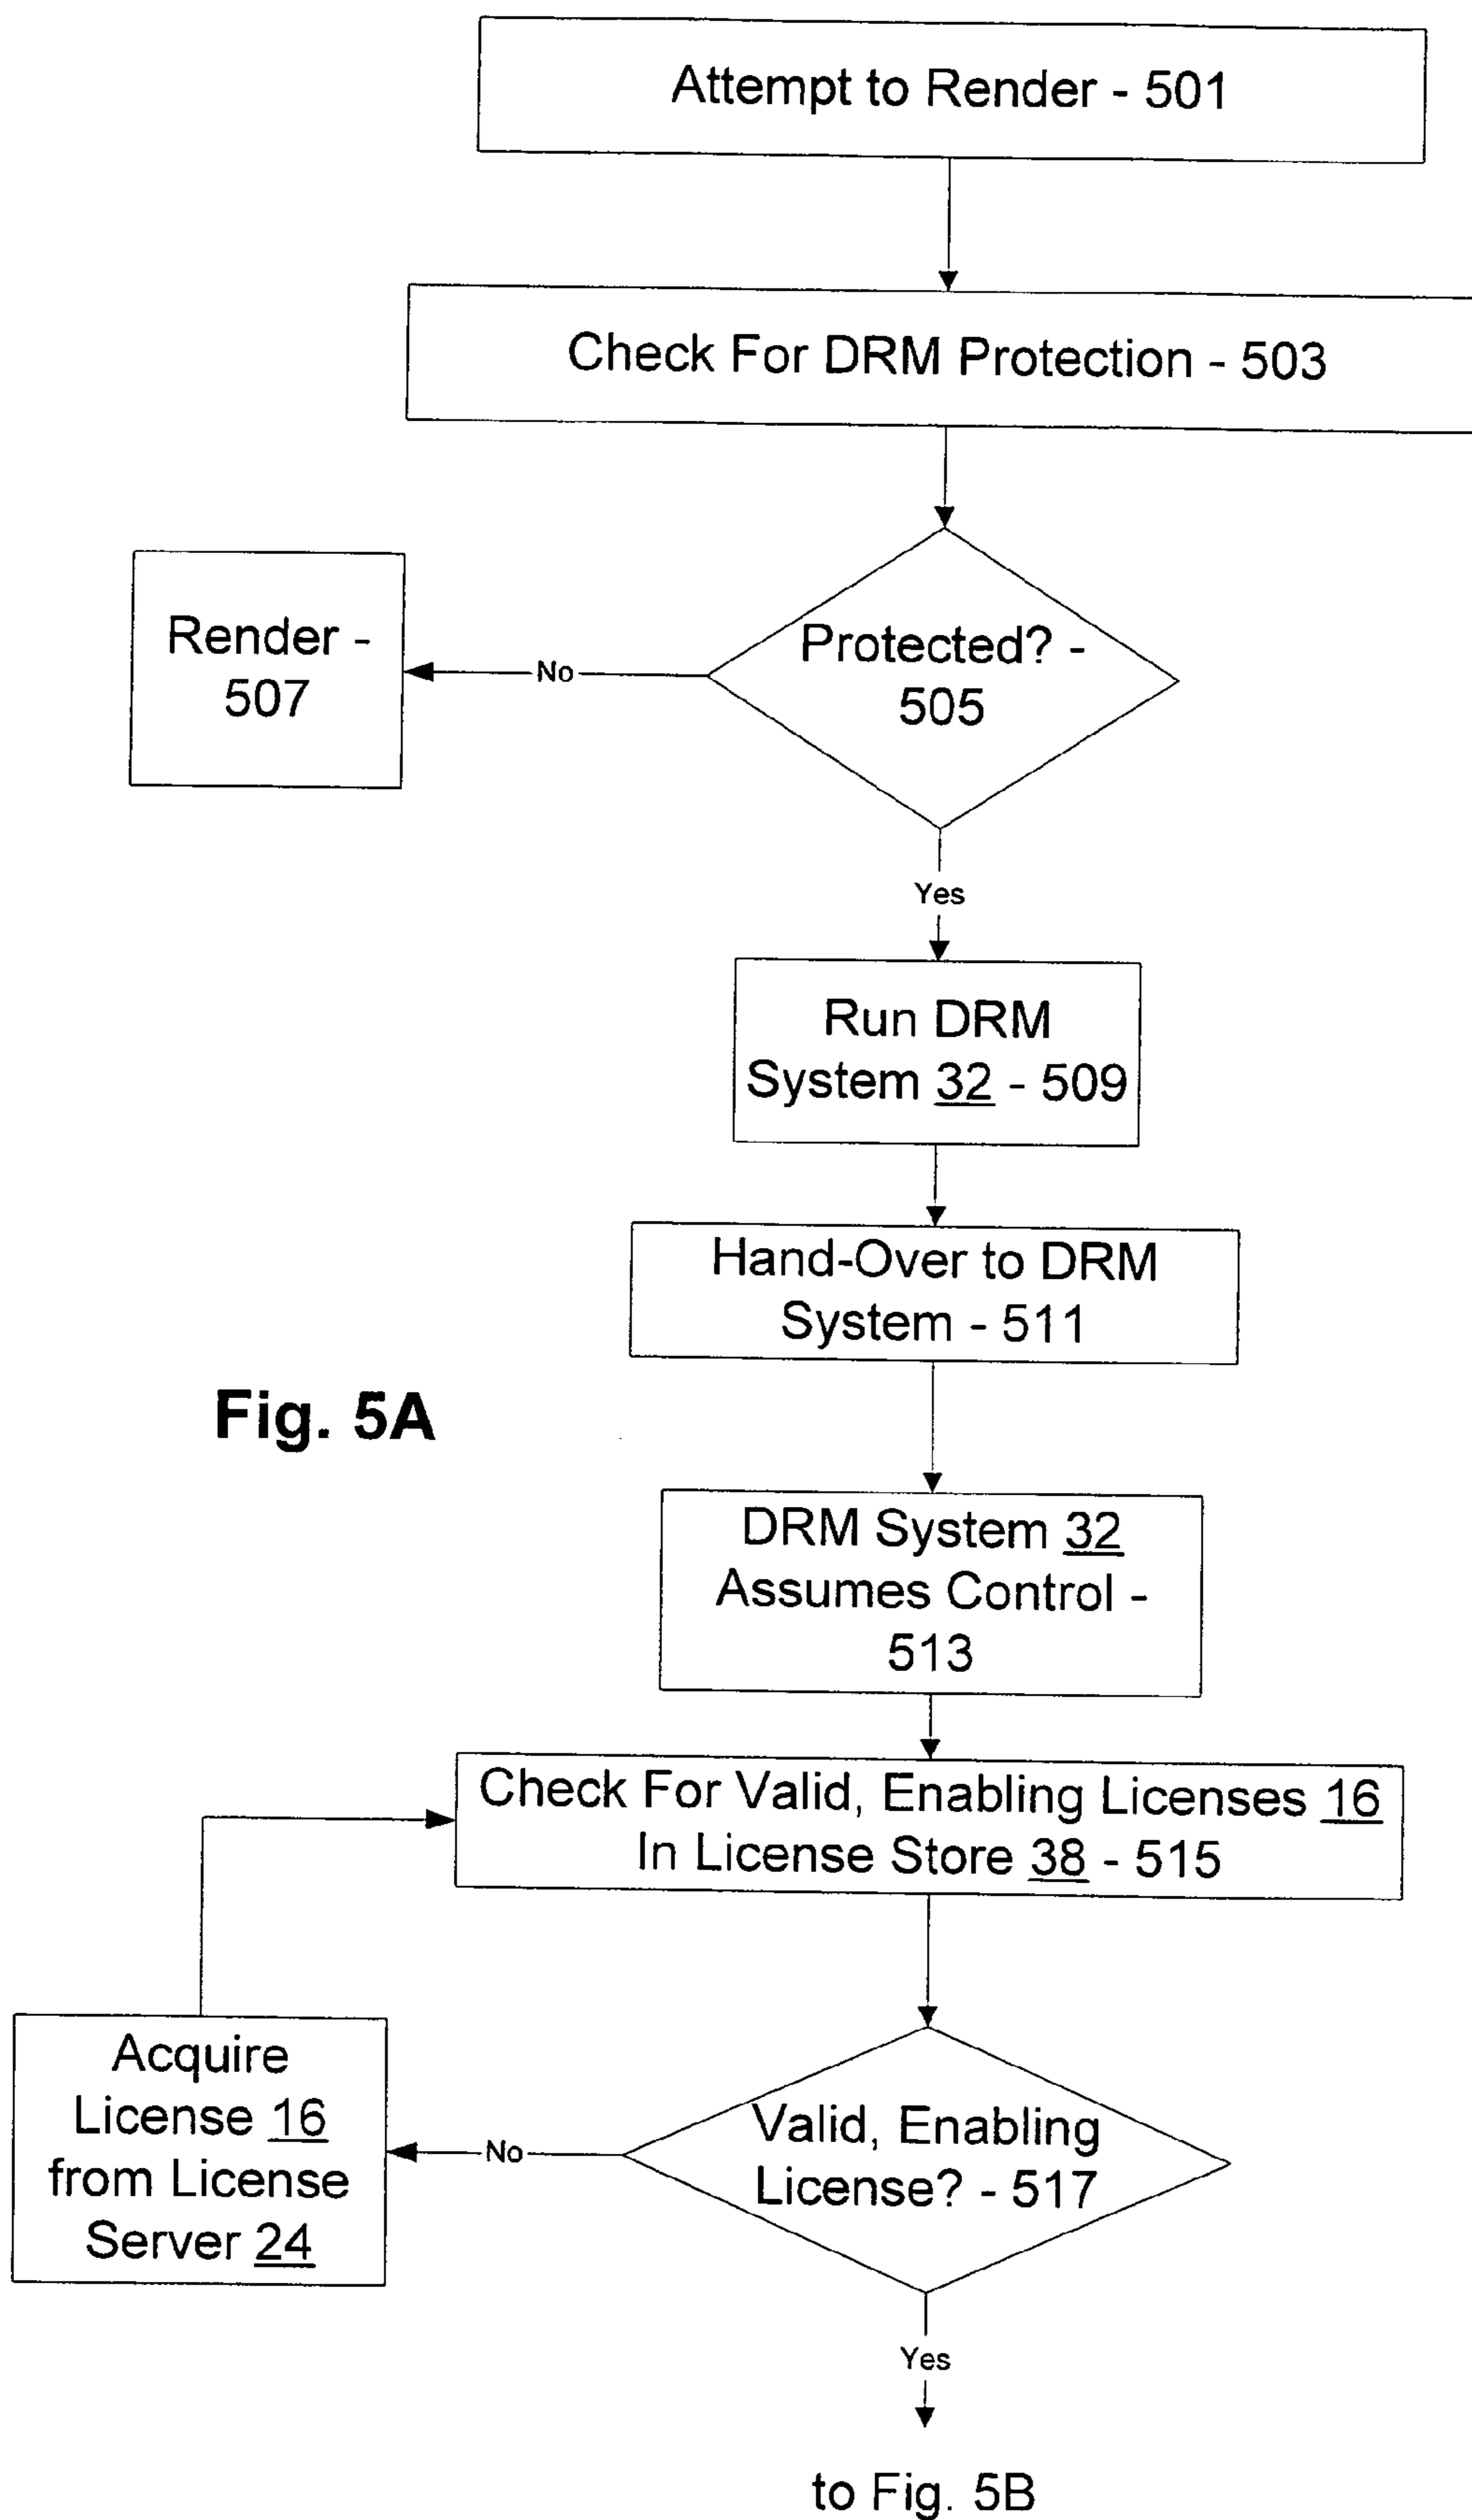 Attempt to Render - 501
Check For DRM Protection - 503
Protected? -
505
No
Render -
507
Yes
Run DRM
System 32 - 509
Hand-Over to DRM
System - 511
Fig. 5A
DRM System 32
Assumes Control -
513
Check For Valid, Enabling Licenses 16
In License Store 38 - 515
Valid, Enabling
License? - 517
No
Acquire
License 16
from License
Server 24
Yes
to Fig. 5B